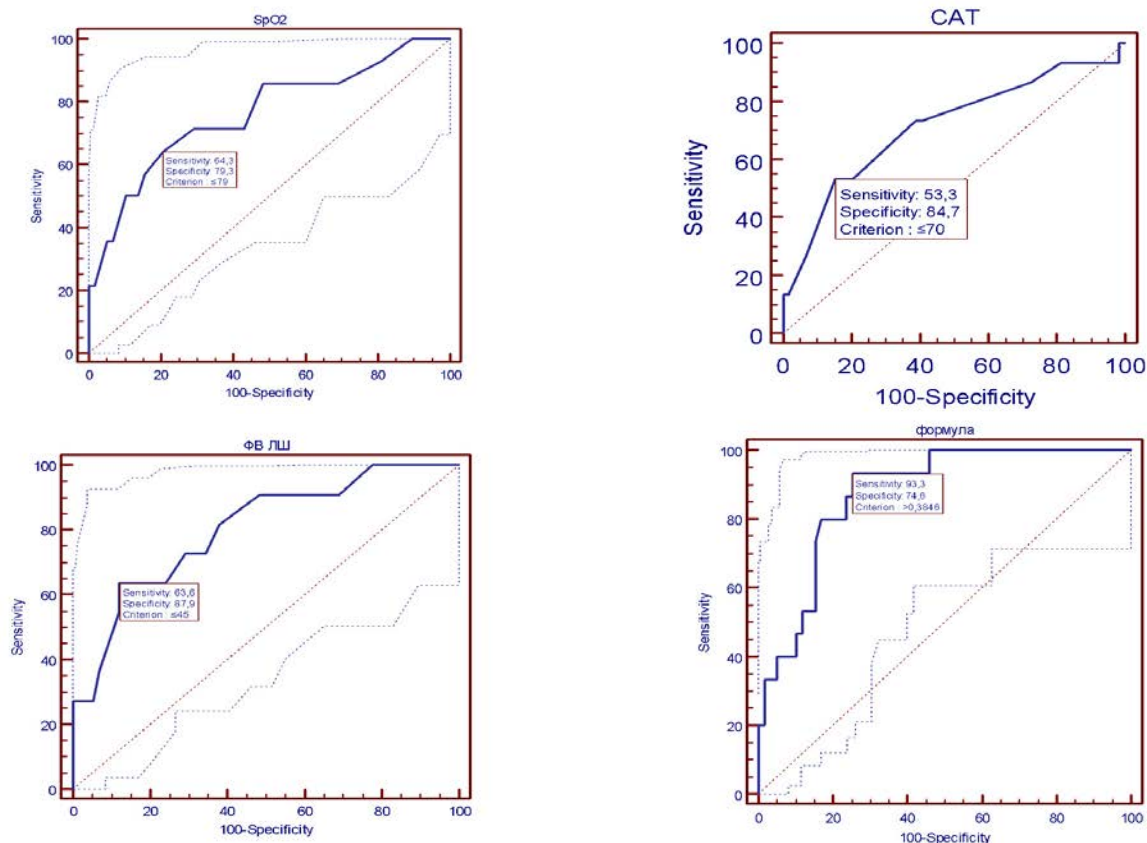 SpO2
100
80
60
40
20
0
Sensitivity
Sensitivity: 64,3
Specificity: 79,3
Criterion : ≤79
0 20 40 60 80 100
100-Specificity
CAT
100
80
60
40
20
0
Sensitivity
Sensitivity: 53,3
Specificity: 84,7
Criterion : ≤70
0 20 40 60 80 100
100-Specificity
ФВ ЛШ
100
80
60
40
20
0
Sensitivity
Sensitivity: 63,6
Specificity: 87,9
Criterion : ≤45
0 20 40 60 80 100
100-Specificity
формула
100
80
60
40
20
0
Sensitivity
Sensitivity: 93,3
Specificity: 74,6
Criterion : >0,3846
0 20 40 60 80 100
100-Specificity